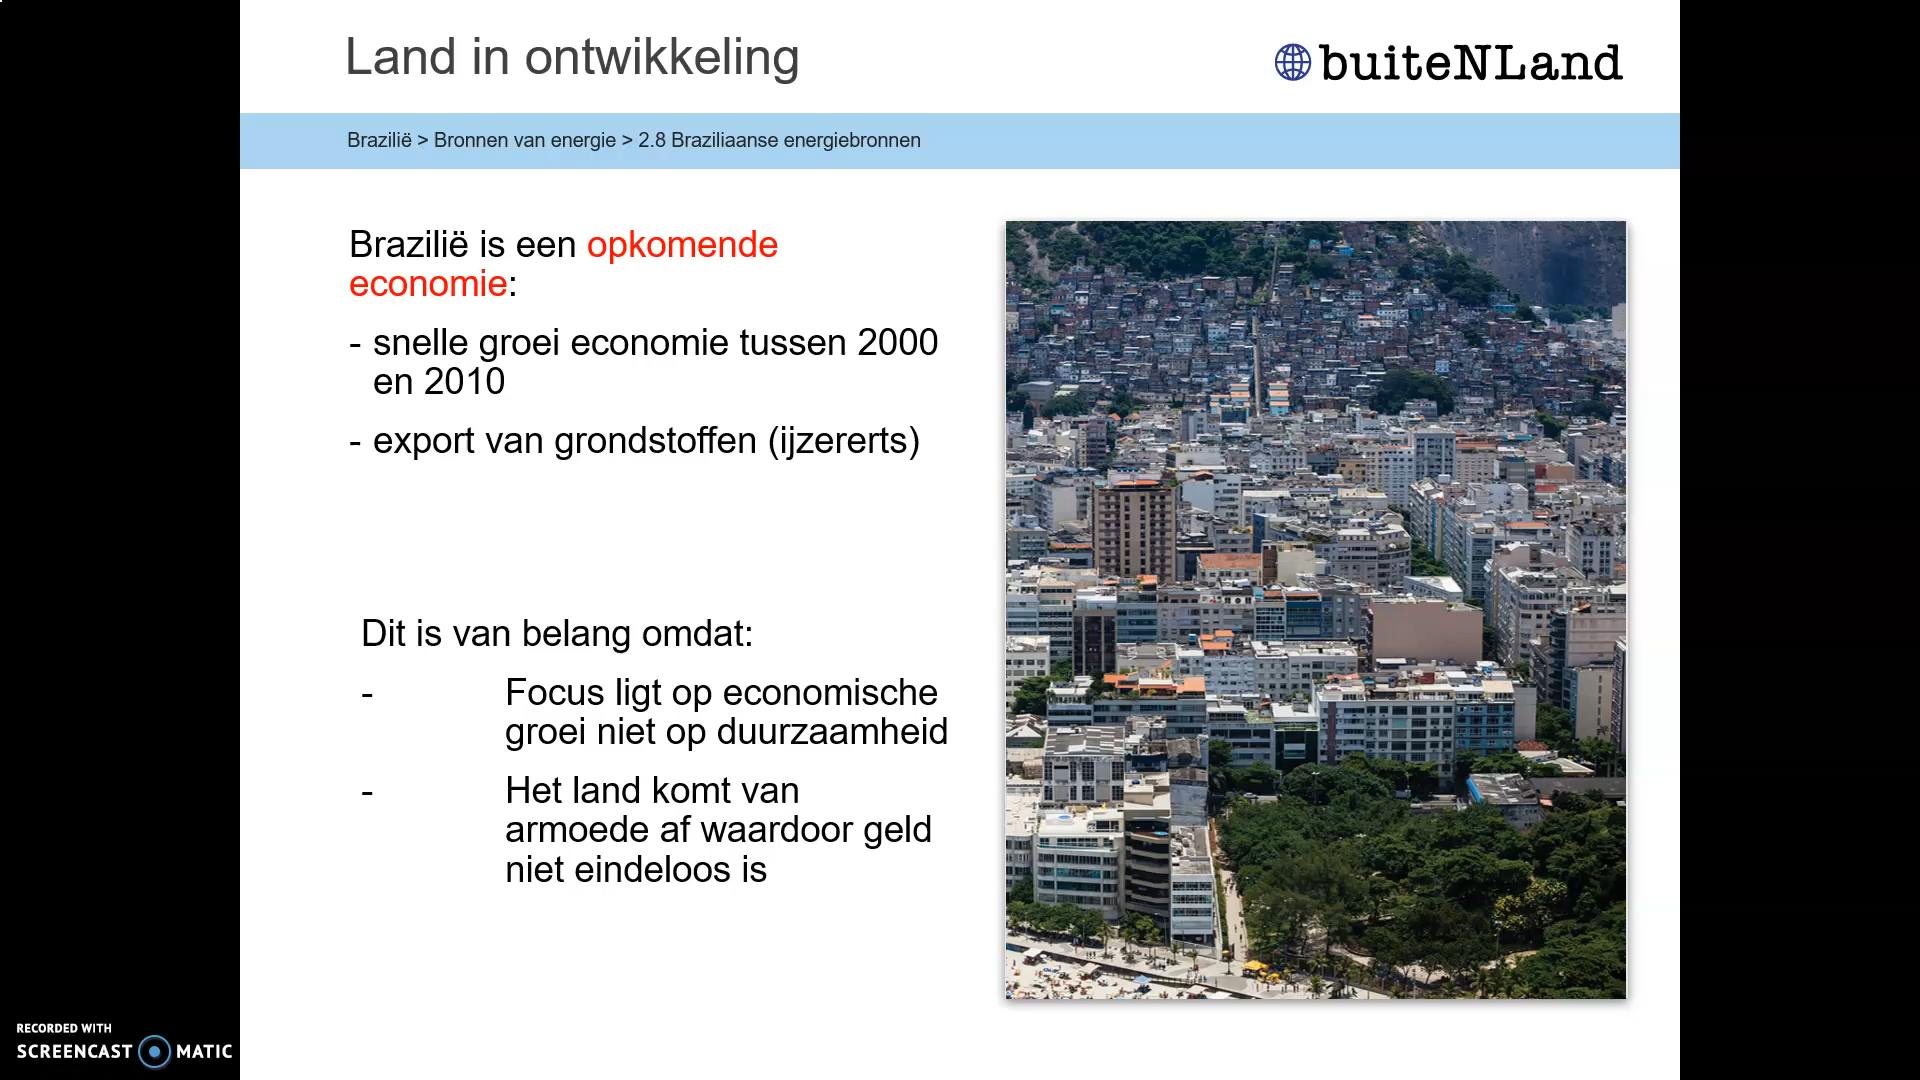 Land in ontwikkeling
buiteNLand
Brazilië > Bronnen van energie > 2.8 Braziliaanse energiebronnen
Brazilië is een opkomende
economie:
- snelle groei economie tussen 2000
en 2010
- export van grondstoffen (ijzererts)
Dit is van belang omdat:
- Focus ligt op economische
groei niet op duurzaamheid
- Het land komt van
armoede af waardoor geld
niet eindeloos is
RECORDED WITH
SCREENCAST MATIC